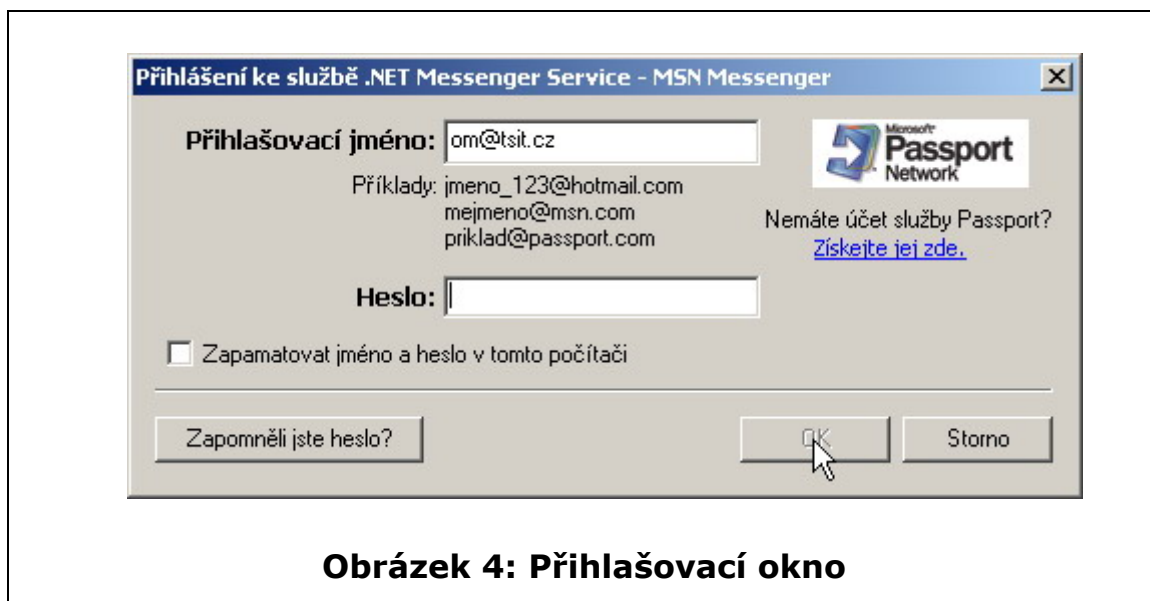 Přihlášení ke službě .NET Messenger Service - MSN Messenger
Přihlašovací jméno: om@tsit.cz
Příklady: jmeno_123@hotmail.com
mejmeno@msn.com
priklad@passport.com
Microsoft
Passport
Network
Nemáte účet služby Passport?
Získejte jej zde.
Heslo:
Zapamatovat jméno a heslo v tomto počítači
Zapomněli jste heslo?
OK
Storno
Obrázek 4: Přihlašovací okno